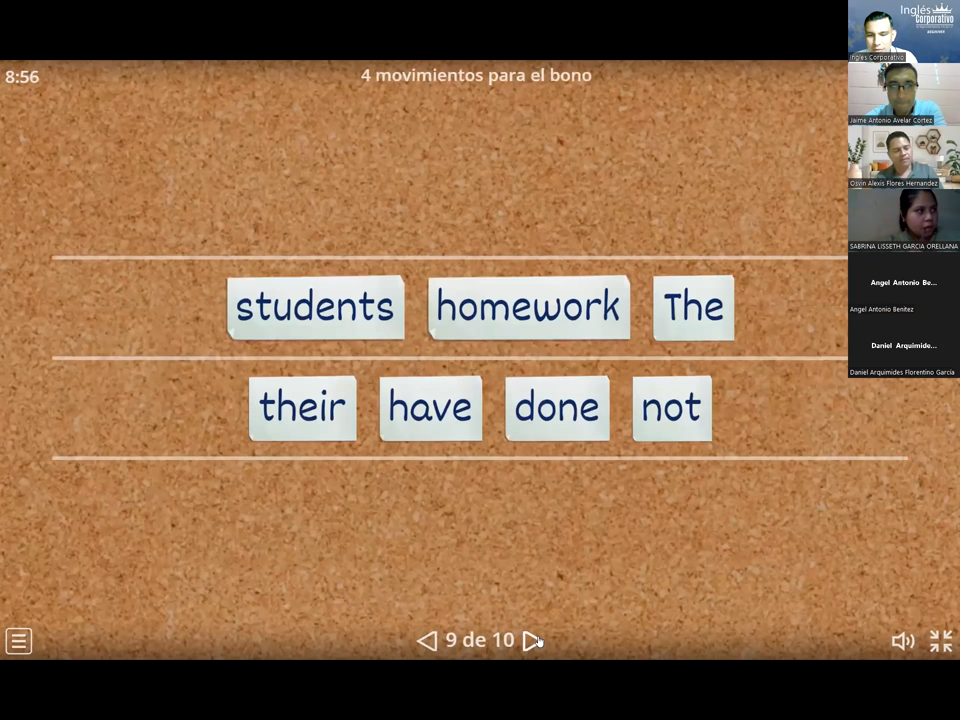 8:56
4 movimientos para el bono
students homework The
their have done not
9 de 10
Inglés
Corporativo
Inglés Corporativo
Jaime Antonio Avelar Cortez
Osvin Alexis Flores Hernandez
SABRINA LISSETH GARCIA ORELLANA
Angel Antonio Be...
Angel Antonio Benitez
Daniel Arquimide...
Daniel Arquimides Florentino García